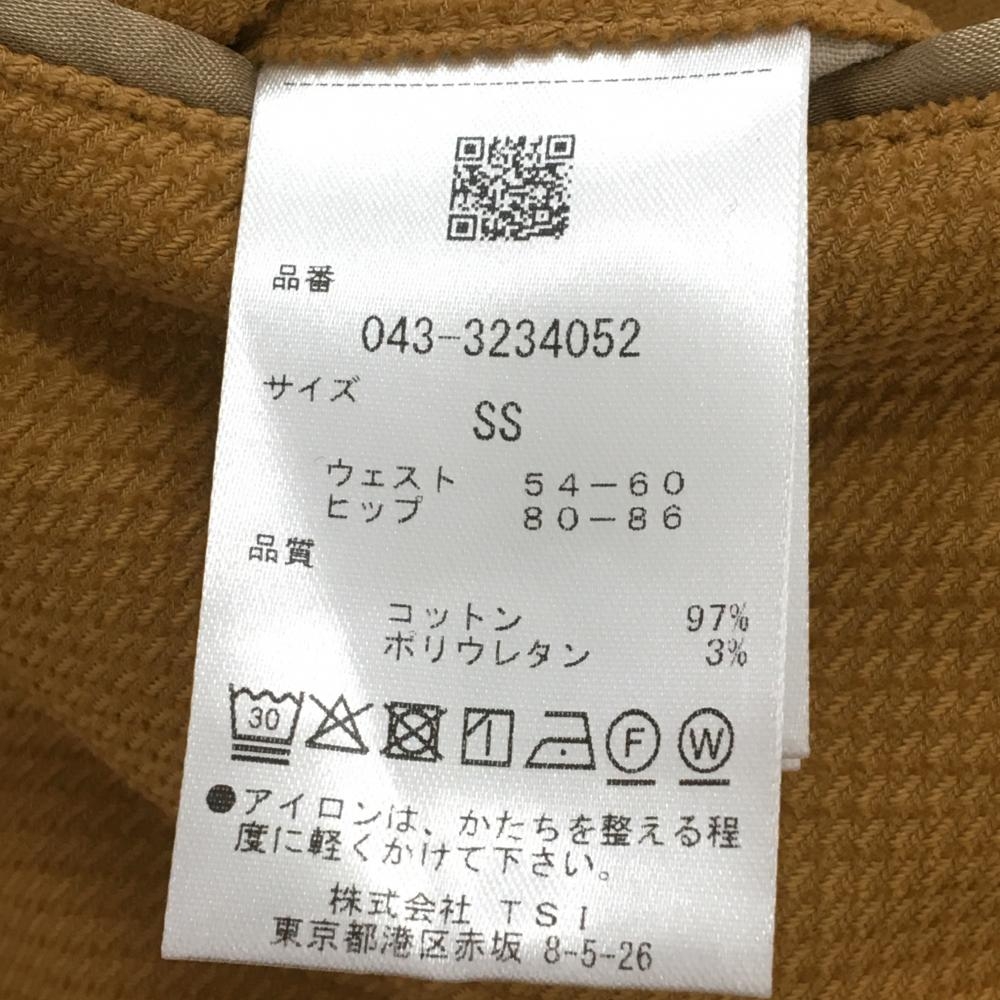 品番
043-3234052
サイズ
SS
ウェスト 54-60
ヒップ 80-86
品質
コットン 97%
ポリウレタン 3%
30 F W
●アイロンは、かたちを整える程
度に軽くかけて下さい。
株式会社 TSI
東京都港区赤坂 8-5-26